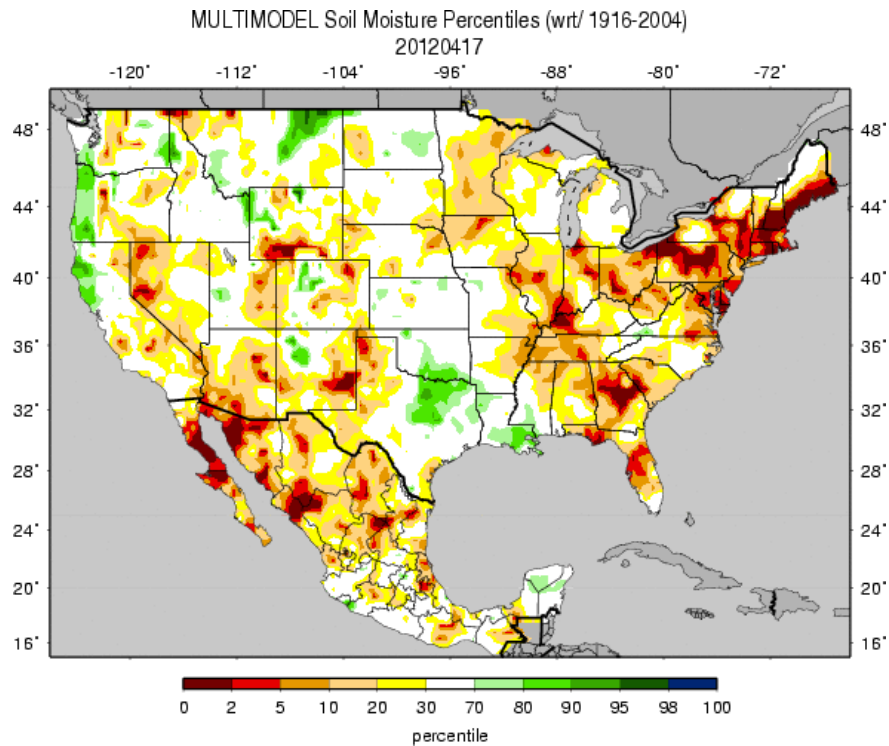 MULTIMODEL Soil Moisture Percentiles (wrt/ 1916-2004)
20120417
-120° -112° -104° -96° -88° -80° -72°
48° 48°
44° 44°
40° 40°
36° 36°
32° 32°
28° 28°
24° 24°
20° 20°
16° 16°
0 2 5 10 20 30 70 80 90 95 98 100
percentile